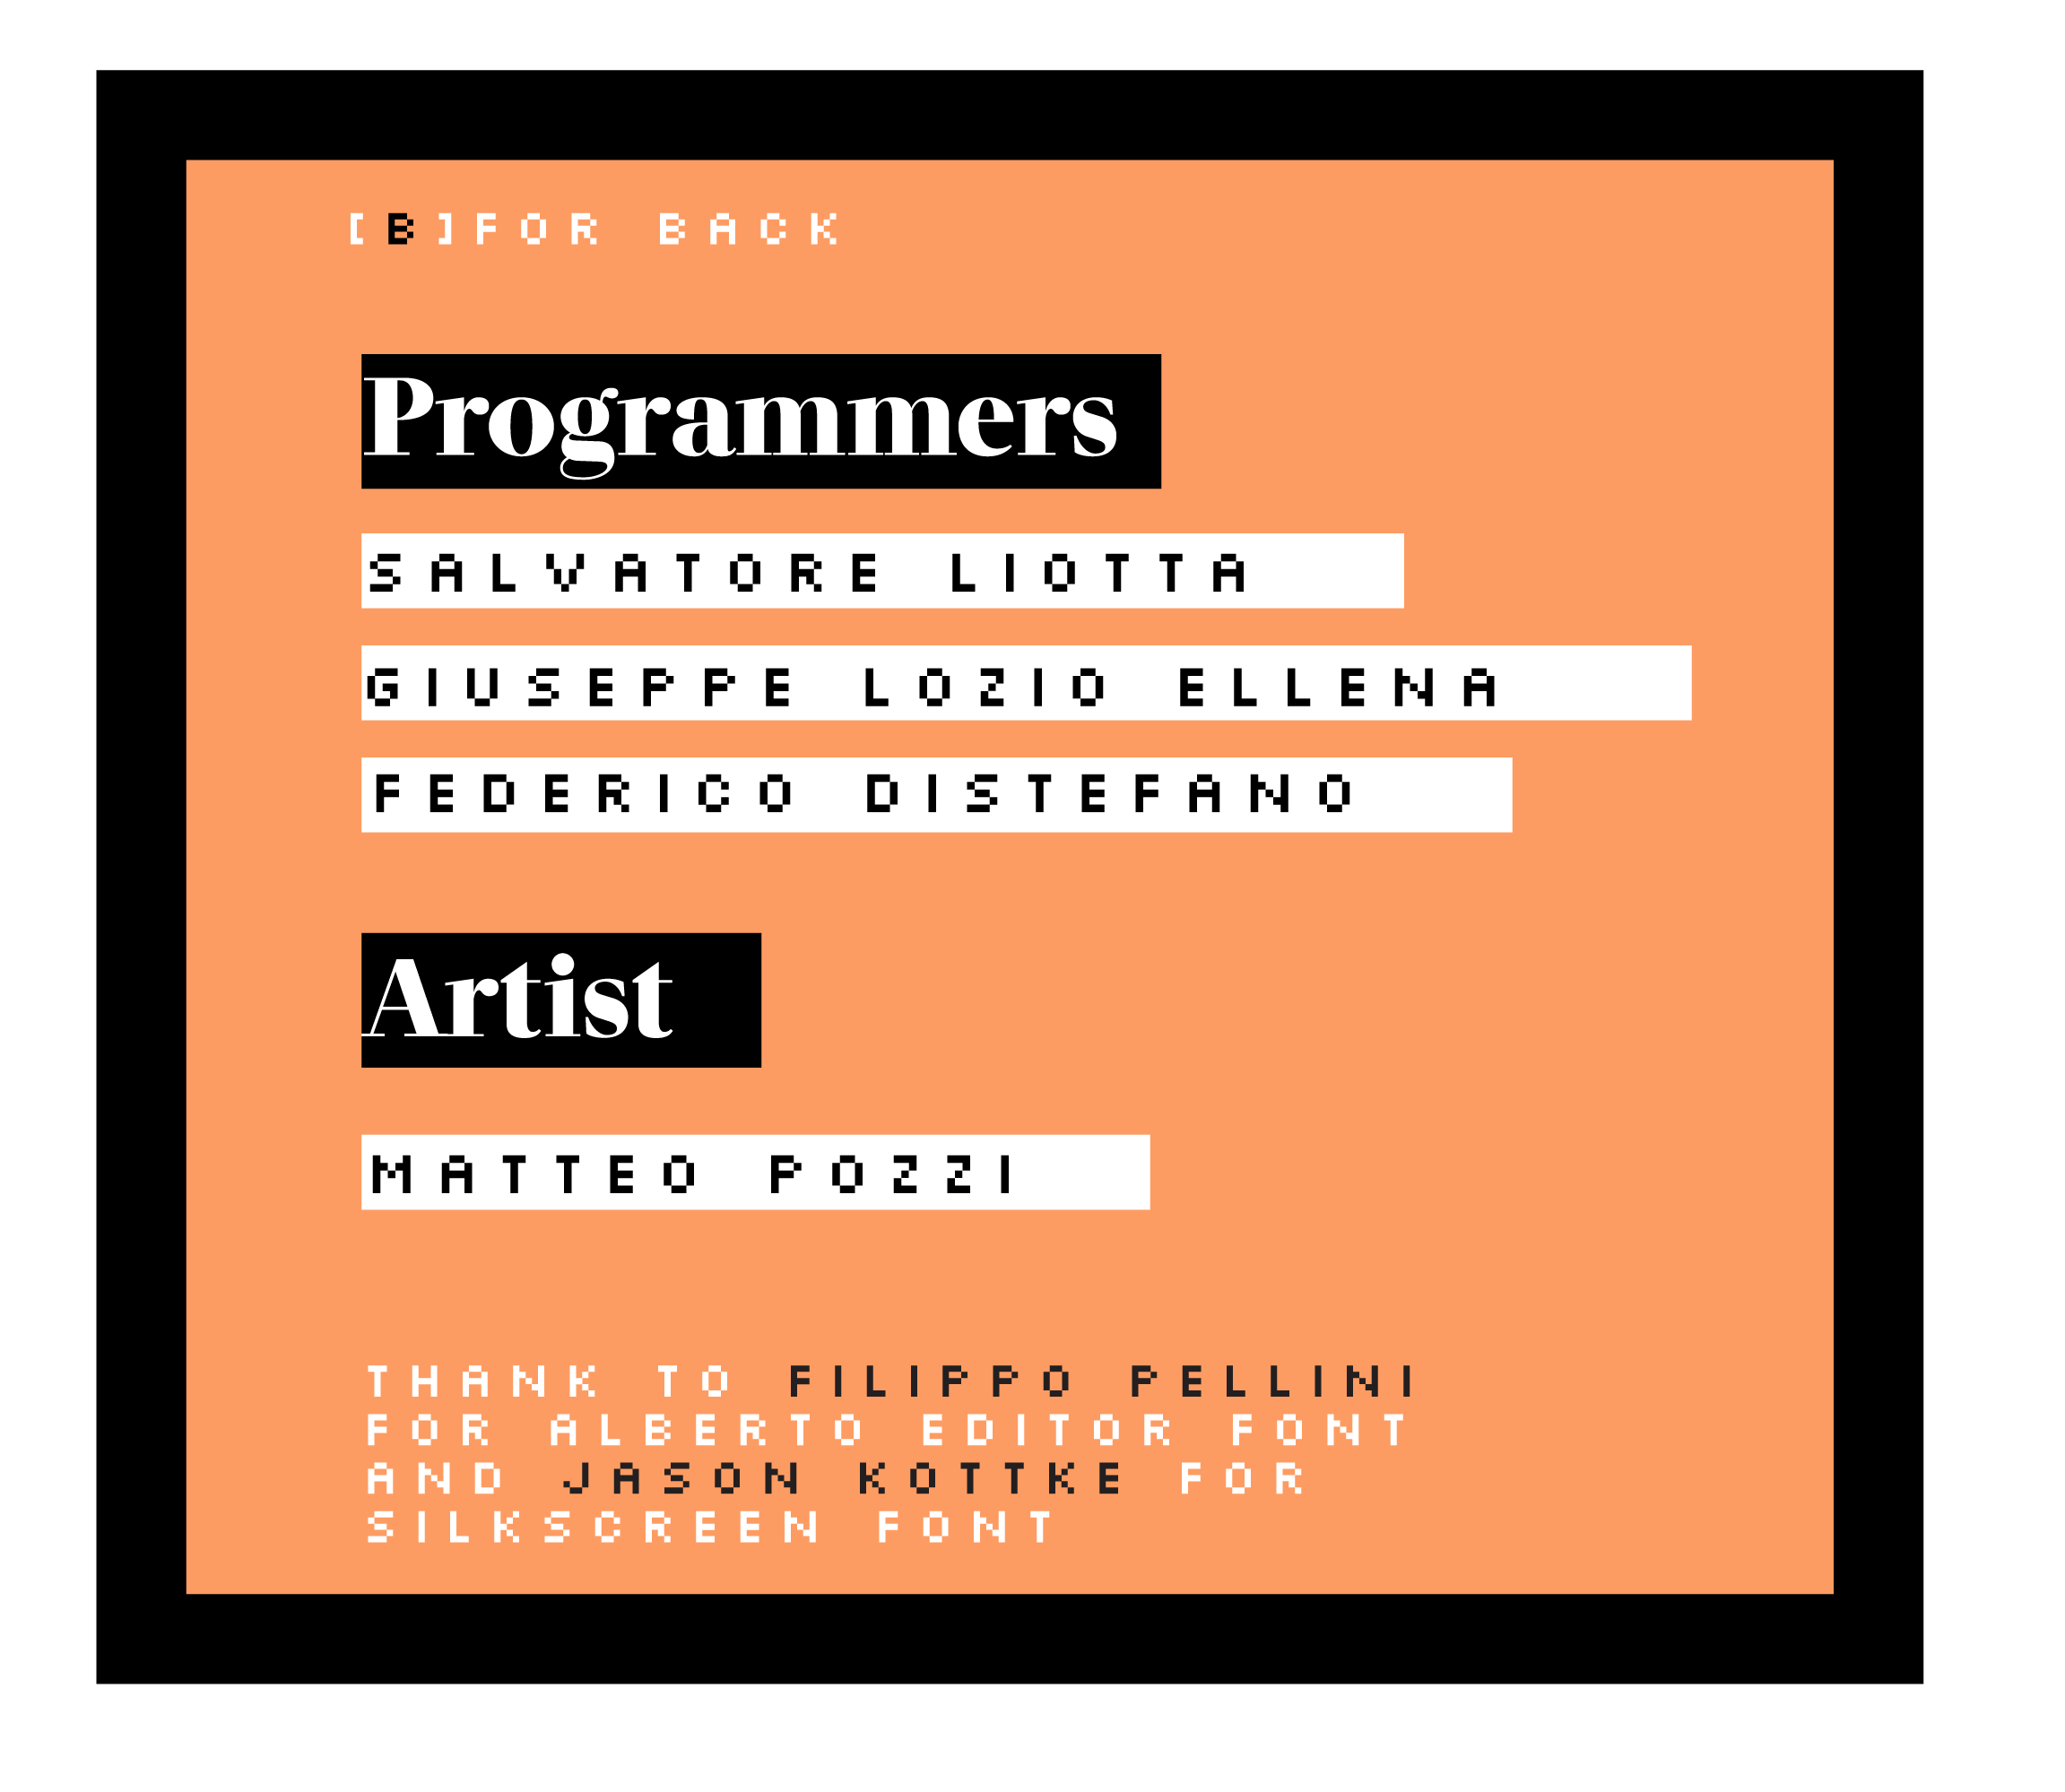 [B]FOR BACK
Programmers
SALVATORE LIOTTA
GIUSEPPE LOZIO ELLENA
FEDERICO DISTEFANO
Artist
MATTEO POZZI
THANK TO FILIPPO PELLINI
FOR ALBERTO EDITOR FONT
AND JASON KOTTKE FOR
SILKSCREEN FONT